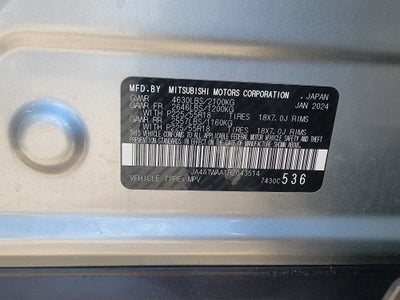 MFD.BY MITSUBISHI MOTORS CORPORATION , JAPAN
GVWR 4630LBS/2100KG JAN 2024
GAWR FR 2646LBS/1200KG
WITH P225/55R18 TIRES 18X7.0J RIMS
GAWR RR 2557LBS/1160KG
WITH P225/55R18 TIRES 18X7.0J RIMS
THIS VEHICLE CONFORMS TO ALL APPLICABLE
FEDERAL MOTOR VEHICLE SAFETY AND THEFT
PREVENTION STANDARDS IN EFFECT ON THE DATE
OF MANUFACTURE SHOWN ABOVE.
VEHICLE TYPE: MPV 7430C 536